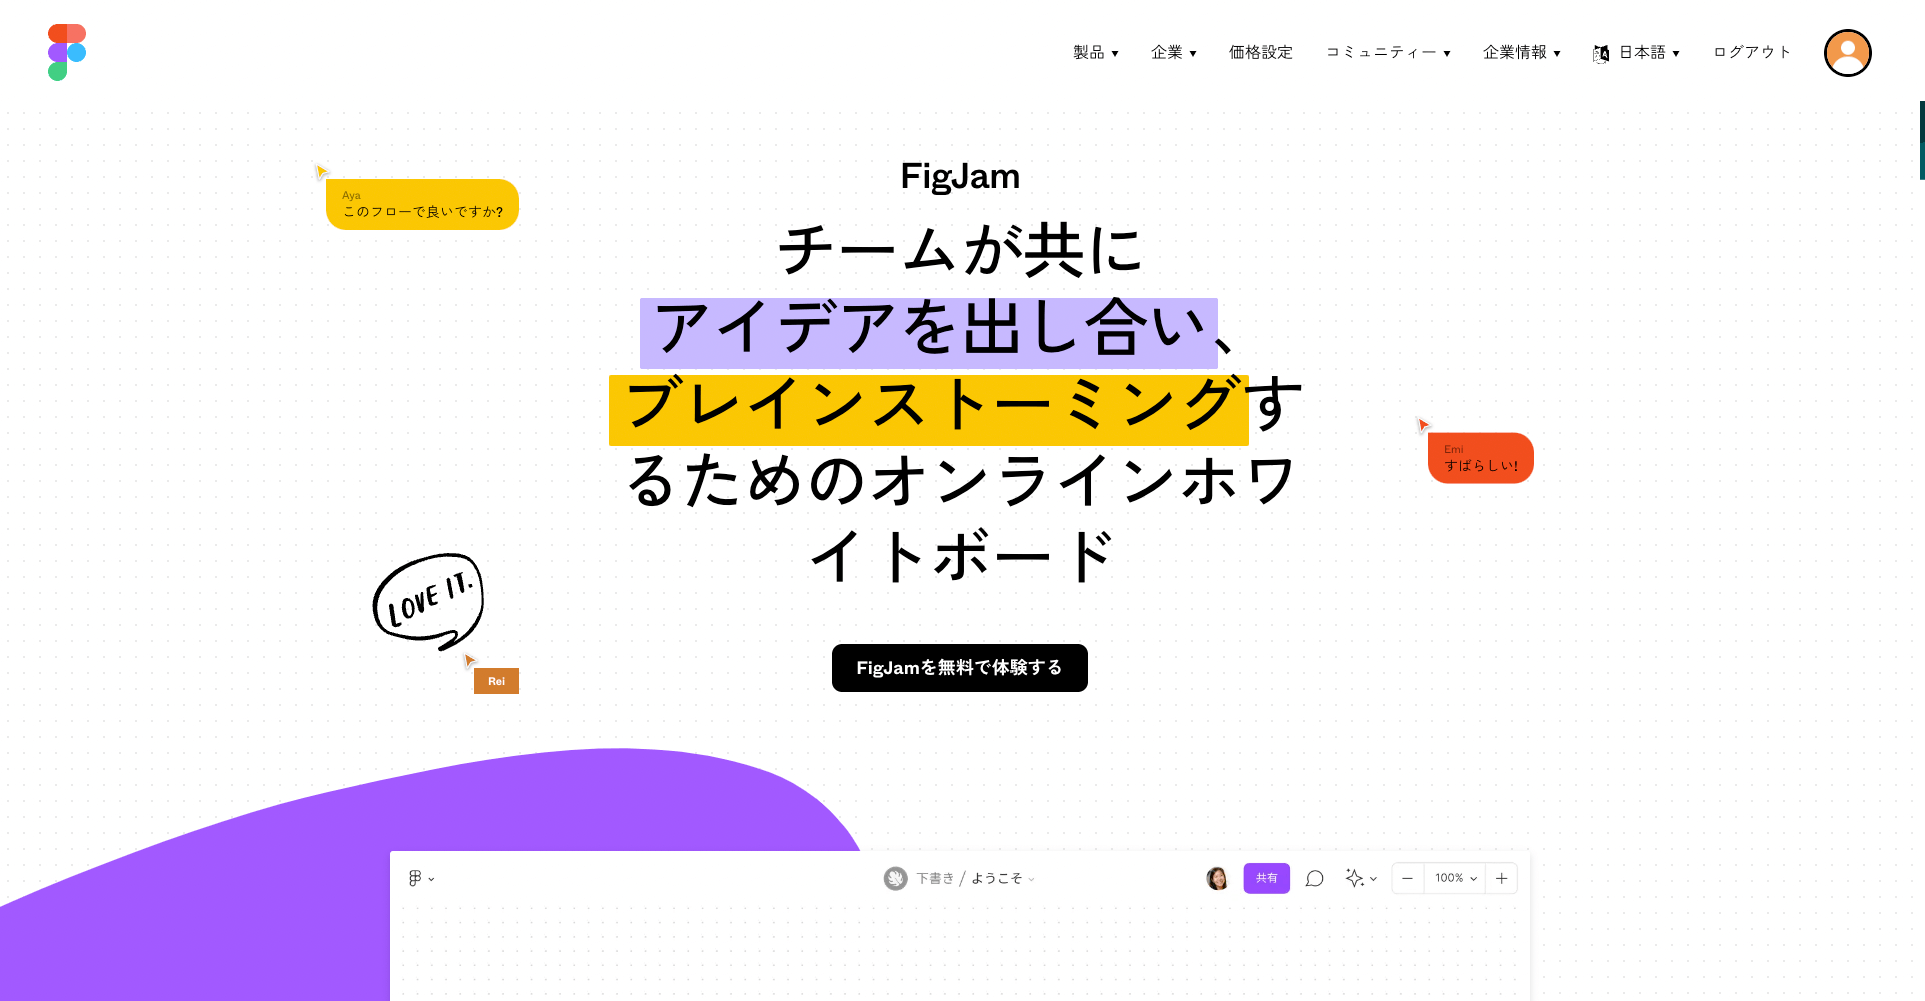 製品 企業 価格設定 コミュニティー 企業情報 日本語 ログアウト
FigJam
Aya
このフローで良いですか?
チームが共に
アイデアを出し合い、
ブレインストーミングす
るためのオンラインホワ
イトボード
Emi
すばらしい!
LOVE IT.
Rei
FigJamを無料で体験する
下書き / ようこそ 共有 100%